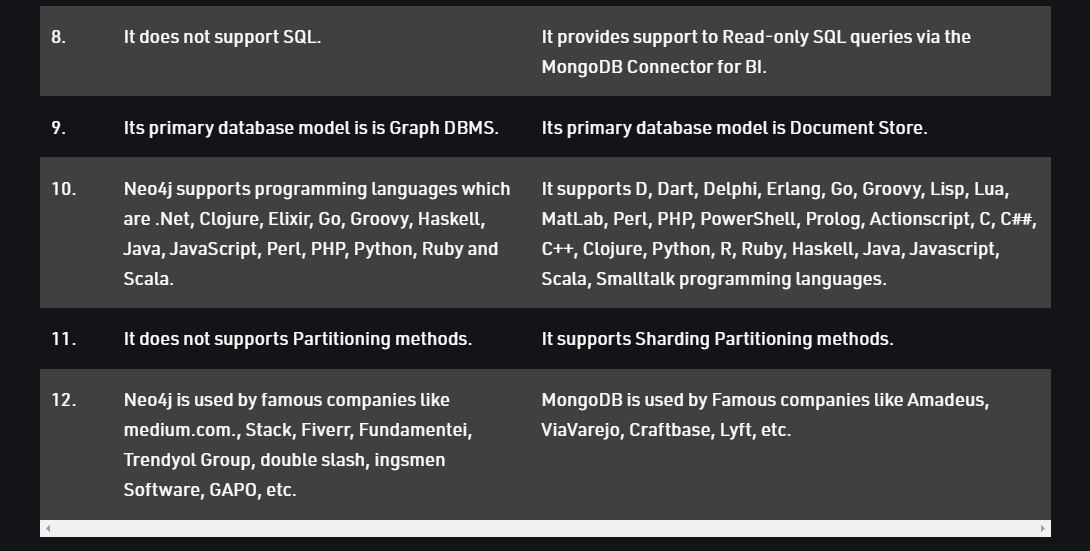 8. It does not support SQL. It provides support to Read-only SQL queries via the
MongoDB Connector for BI.
9. Its primary database model is is Graph DBMS. Its primary database model is Document Store.
10. Neo4j supports programming languages which It supports D, Dart, Delphi, Erlang, Go, Groovy, Lisp, Lua,
are .Net, Clojure, Elixir, Go, Groovy, Haskell, MatLab, Perl, PHP, PowerShell, Prolog, Actionscript, C, C##,
Java, JavaScript, Perl, PHP, Python, Ruby and C++, Clojure, Python, R, Ruby, Haskell, Java, Javascript,
Scala. Scala, Smalltalk programming languages.
11. It does not supports Partitioning methods. It supports Sharding Partitioning methods.
12. Neo4j is used by famous companies like MongoDB is used by Famous companies like Amadeus,
medium.com., Stack, Fiverr, Fundamentei, ViaVarejo, Craftbase, Lyft, etc.
Trendyol Group, double slash, ingsmen
Software, GAPO, etc.